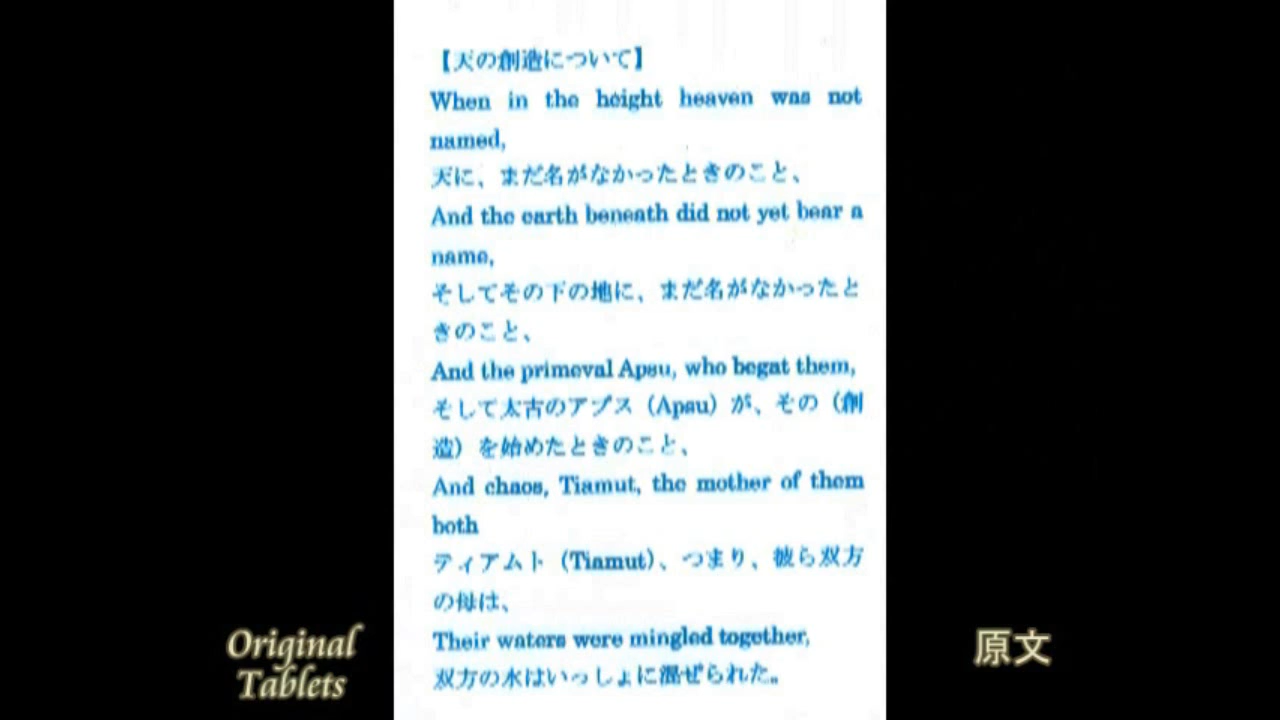 【天の創造について】
When in the height heaven was not
named,
天に、まだ名がなかったときのこと、
And the earth beneath did not yet bear a
name,
そしてその下の地に、まだ名がなかったと
きのこと、
And the primeval Apsu, who begat them,
そして太古のアプス（Apsu）が、その（創
造）を始めたときのこと、
And chaos, Tiamut, the mother of them
both
ティアムト（Tiamut）、つまり、彼ら双方
の母は、
Their waters were mingled together,
双方の水はいっしょに混ぜられた。
Original
Tablets
原文